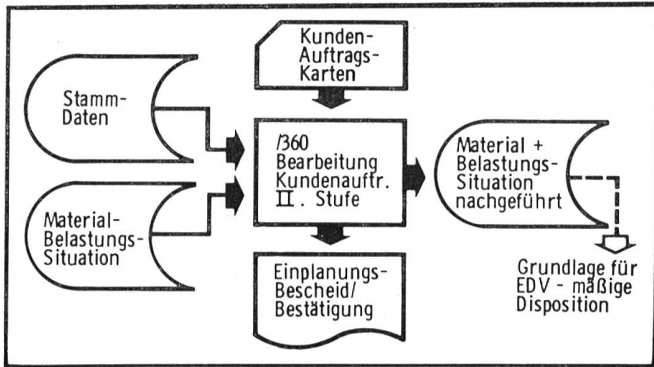 Kunden-
Auftrags-
Karten
Stamm-
Daten
/360
Bearbeitung
Kundenauftr.
II. Stufe
Material +
Belastungs-
Situation
nachgeführt
Material-
Belastungs-
Situation
Einplanungs-
Bescheid/
Bestätigung
Grundlage für
EDV - mäßige
Disposition